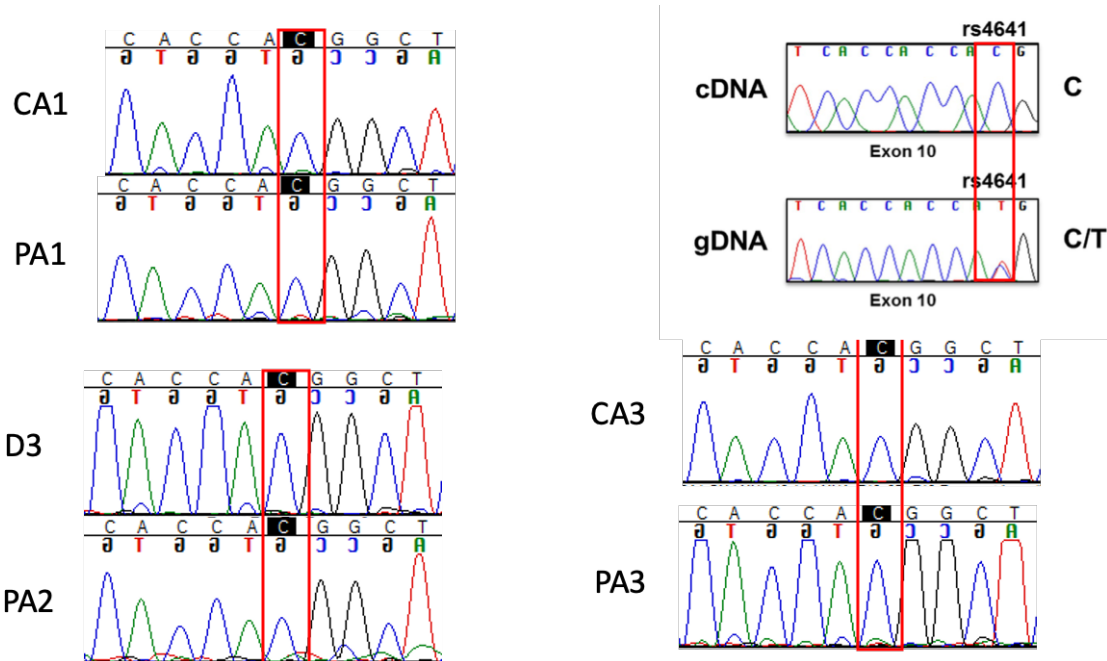 C A C C A C G G C T
G T G G T G C C G A
CA1
C A C C A C G G C T
G T G G T G C C G A
PA1
C A C C A C G G C T
G T G G T G C C G A
D3
C A C C A C G G C T
G T G G T G C C G A
PA2
rs4641
T C A C C A C C A C G
cDNA
C
Exon 10
rs4641
T C A C C A C C A T G
gDNA
C/T
Exon 10
C A C C A C G G C T
G T G G T G C C G A
CA3
C A C C A C G G C T
G T G G T G C C G A
PA3